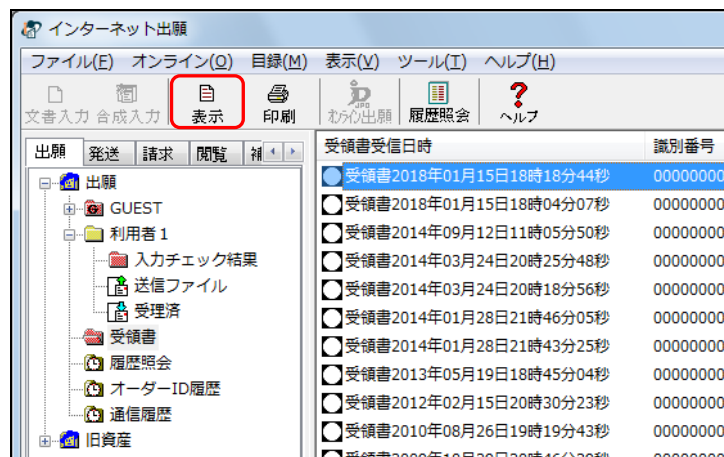 インターネット出願
ファイル(F) オンライン(O) 目録(M) 表示(V) ツール(T) ヘルプ(H)
文書入力 合成入力 表示 印刷 オンライン出願 履歴照会 ヘルプ
出願 発送 請求 閲覧 補
受領書受信日時 識別番号
出願
GUEST
利用者1
入力チェック結果
送信ファイル
受理済
受領書
履歴照会
オーダーID履歴
通信履歴
旧資産
受領書2018年01月15日18時18分44秒 00000000
受領書2018年01月15日18時04分07秒 00000000
受領書2014年09月12日11時05分50秒 00000000
受領書2014年03月24日20時25分48秒 00000000
受領書2014年03月24日20時18分56秒 00000000
受領書2014年01月28日21時46分05秒 00000000
受領書2014年01月28日21時43分25秒 00000000
受領書2013年05月19日18時45分04秒 00000000
受領書2012年02月15日20時30分23秒 00000000
受領書2010年08月26日19時19分43秒 00000000